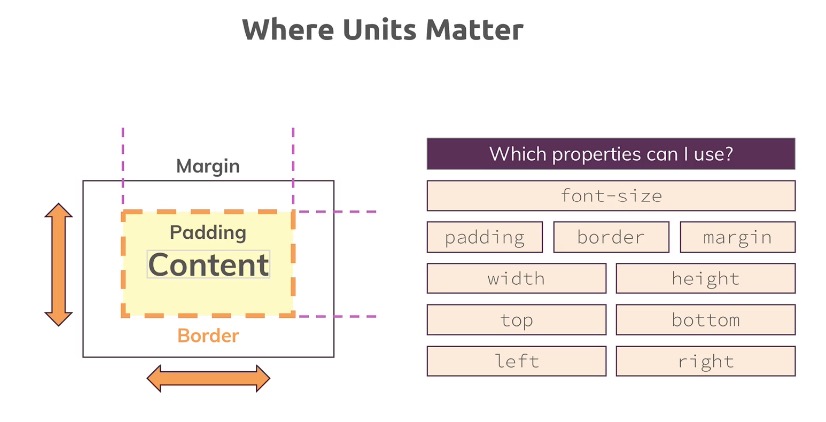 Where Units Matter
Margin
Padding
Content
Border
Which properties can I use?
font-size
padding border margin
width height
top bottom
left right